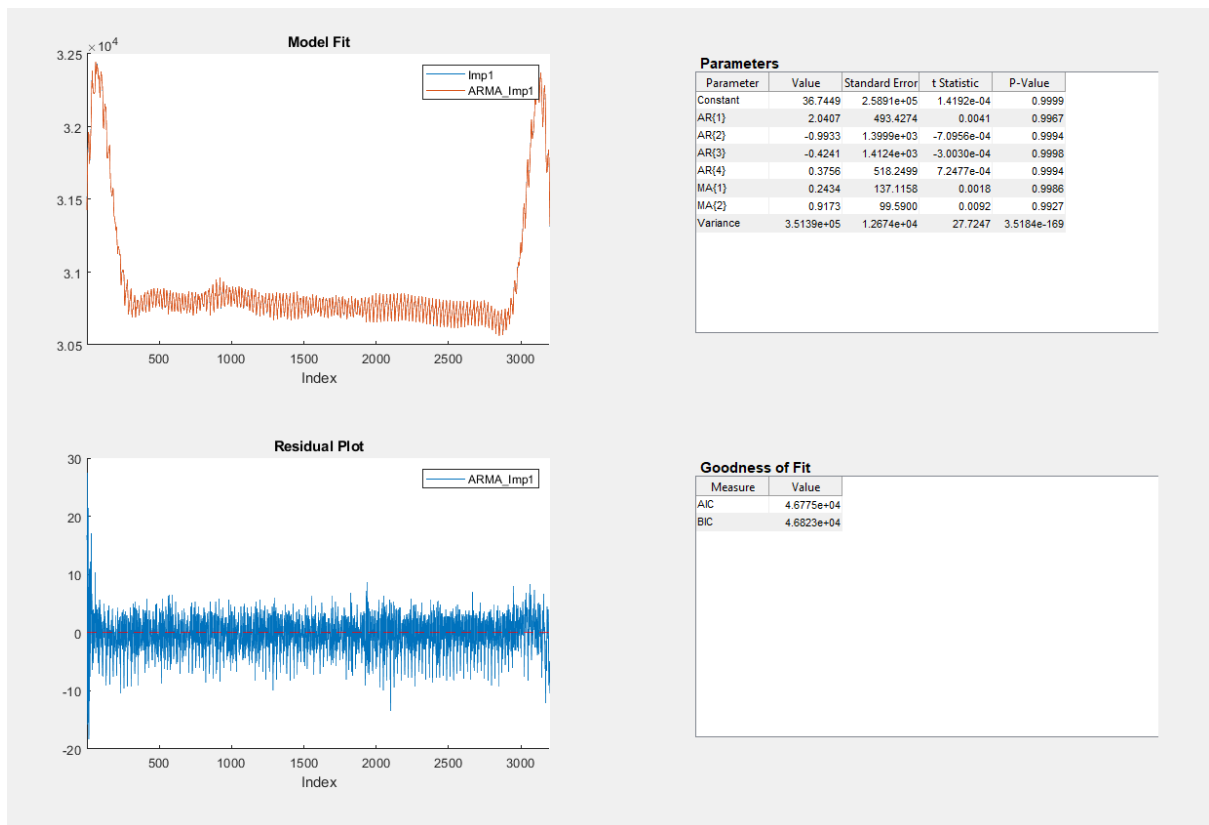 Model Fit
×10⁴
3.25
3.2
3.15
3.1
3.05
500 1000 1500 2000 2500 3000
Index
Imp1
ARMA_Imp1
Parameters
Parameter Value Standard Error t Statistic P-Value
Constant 36.7449 2.5891e+05 1.4192e-04 0.9999
AR{1} 2.0407 493.4274 0.0041 0.9967
AR{2} -0.9933 1.3999e+03 -7.0956e-04 0.9994
AR{3} -0.4241 1.4124e+03 -3.0030e-04 0.9998
AR{4} 0.3756 518.2499 7.2477e-04 0.9994
MA{1} 0.2434 137.1158 0.0018 0.9986
MA{2} 0.9173 99.5900 0.0092 0.9927
Variance 3.5139e+05 1.2674e+04 27.7247 3.5184e-169
Residual Plot
30
20
10
0
-10
-20
500 1000 1500 2000 2500 3000
Index
ARMA_Imp1
Goodness of Fit
Measure Value
AIC 4.6775e+04
BIC 4.6823e+04